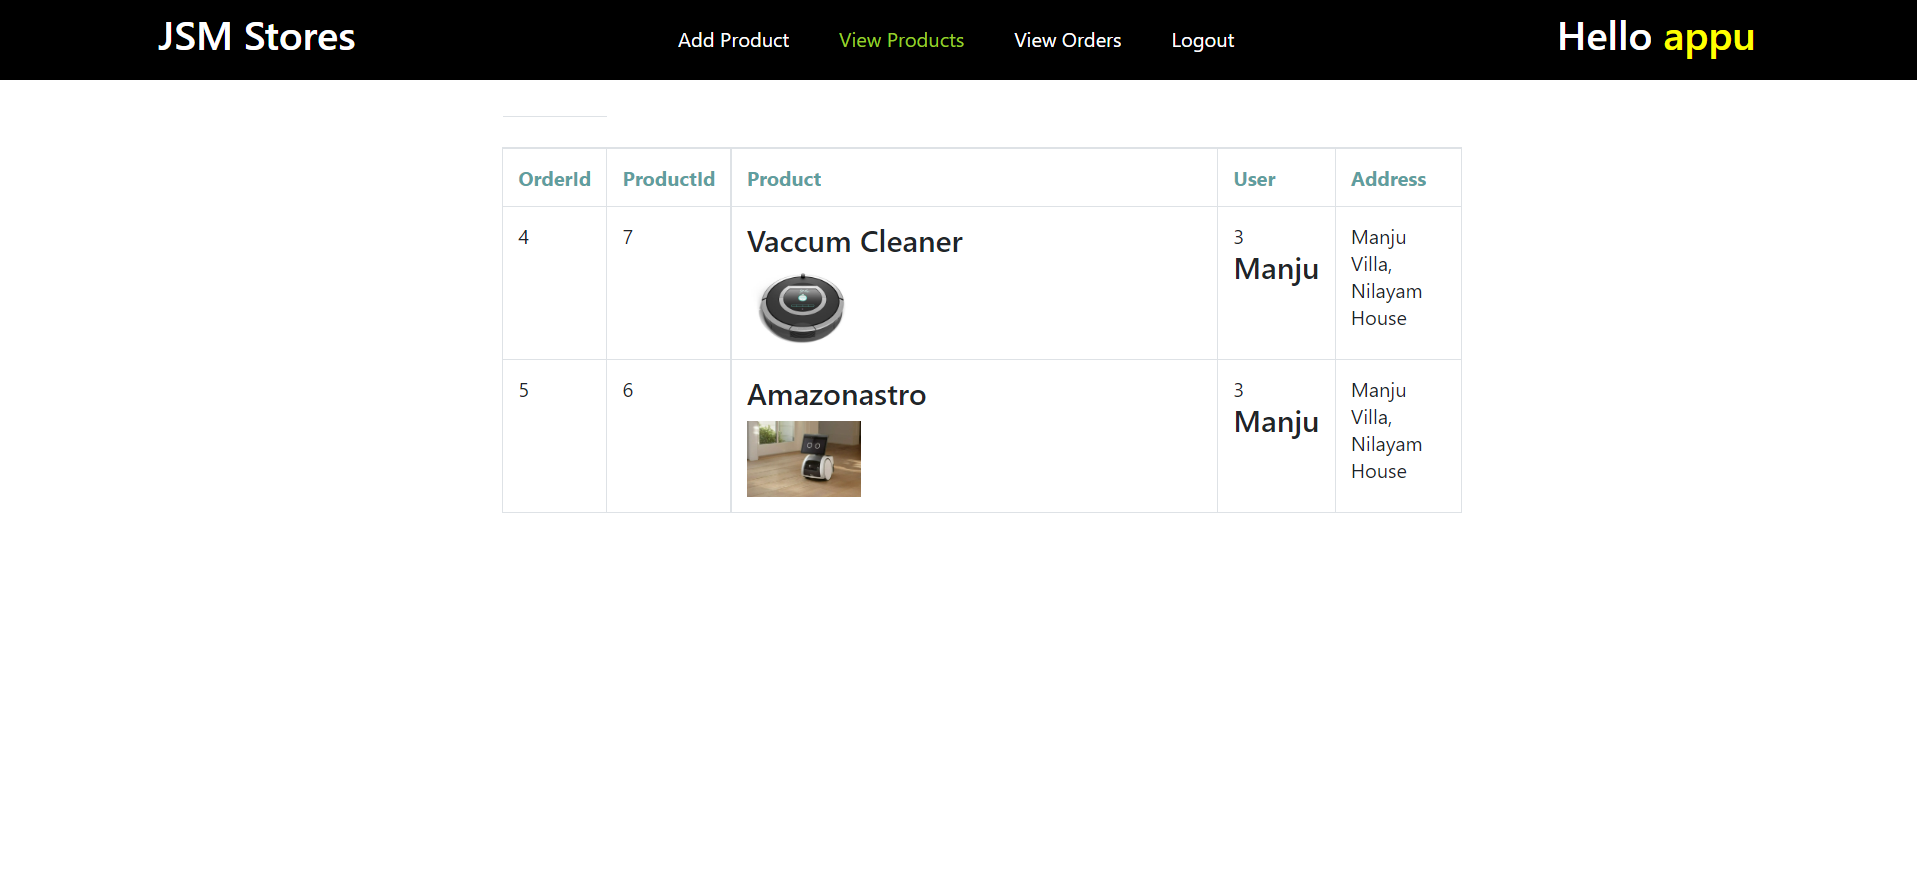 JSM Stores
Add Product
View Products
View Orders
Logout
Hello appu
OrderId
ProductId
Product
User
Address
4
7
Vaccum Cleaner
3
Manju
Manju
Villa,
Nilayam
House
5
6
Amazonastro
3
Manju
Manju
Villa,
Nilayam
House